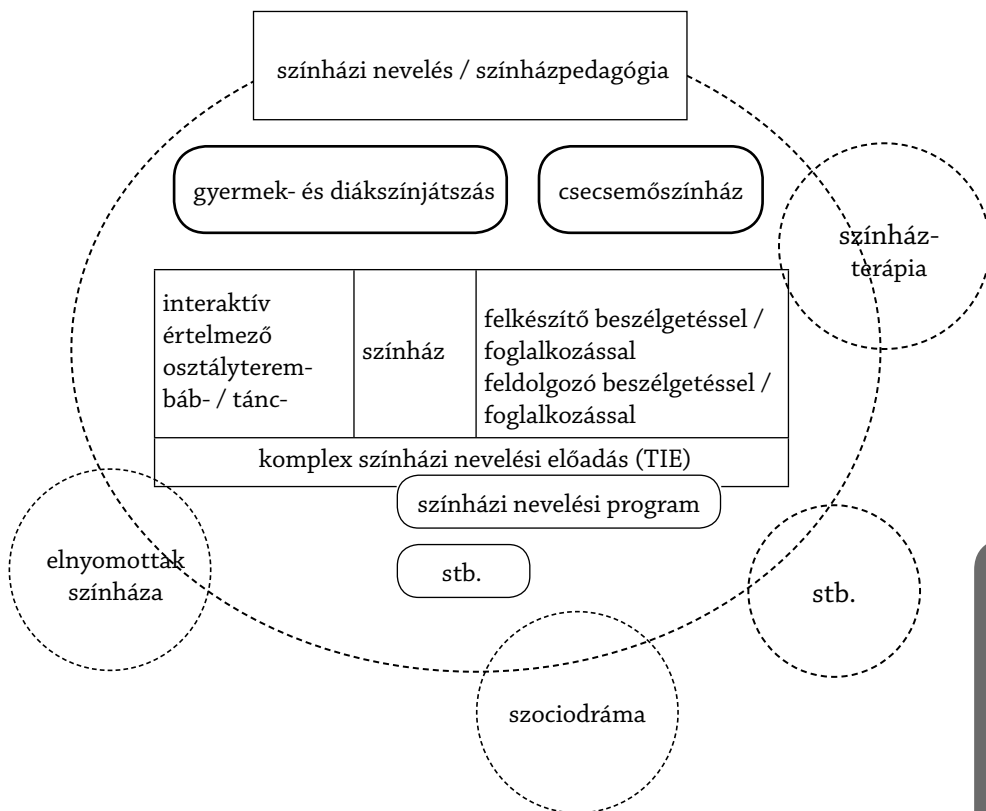 színházi nevelés / színházpedagógia
gyermek- és diákszínjátszás
csecsemőszínház
színház-
terápia
interaktív
értelmező
osztályterem-
báb- / tánc-
színház
felkészítő beszélgetéssel /
foglalkozással
feldolgozó beszélgetéssel /
foglalkozással
komplex színházi nevelési előadás (TIE)
színházi nevelési program
elnyomottak
színháza
stb.
stb.
szociodráma